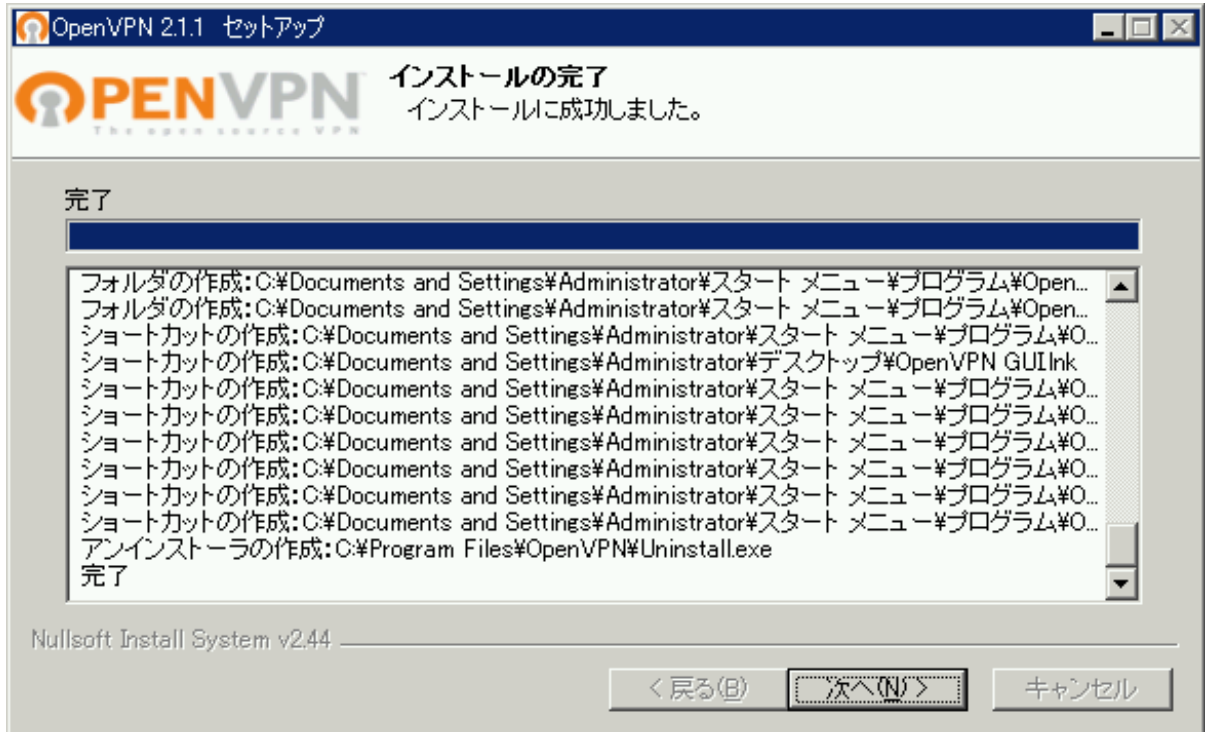 OpenVPN 2.1.1 セットアップ
OPENVPN
The open source VPN
インストールの完了
インストールに成功しました。
完了
フォルダの作成:C:¥Documents and Settings¥Administrator¥スタート メニュー¥プログラム¥Open...
フォルダの作成:C:¥Documents and Settings¥Administrator¥スタート メニュー¥プログラム¥Open...
ショートカットの作成:C:¥Documents and Settings¥Administrator¥スタート メニュー¥プログラム¥O...
ショートカットの作成:C:¥Documents and Settings¥Administrator¥デスクトップ¥OpenVPN GUI.lnk
ショートカットの作成:C:¥Documents and Settings¥Administrator¥スタート メニュー¥プログラム¥O...
ショートカットの作成:C:¥Documents and Settings¥Administrator¥スタート メニュー¥プログラム¥O...
ショートカットの作成:C:¥Documents and Settings¥Administrator¥スタート メニュー¥プログラム¥O...
ショートカットの作成:C:¥Documents and Settings¥Administrator¥スタート メニュー¥プログラム¥O...
ショートカットの作成:C:¥Documents and Settings¥Administrator¥スタート メニュー¥プログラム¥O...
ショートカットの作成:C:¥Documents and Settings¥Administrator¥スタート メニュー¥プログラム¥O...
アンインストーラの作成:C:¥Program Files¥OpenVPN¥Uninstall.exe
完了
Nullsoft Install System v2.44
< 戻る(B) 次へ(N) > キャンセル